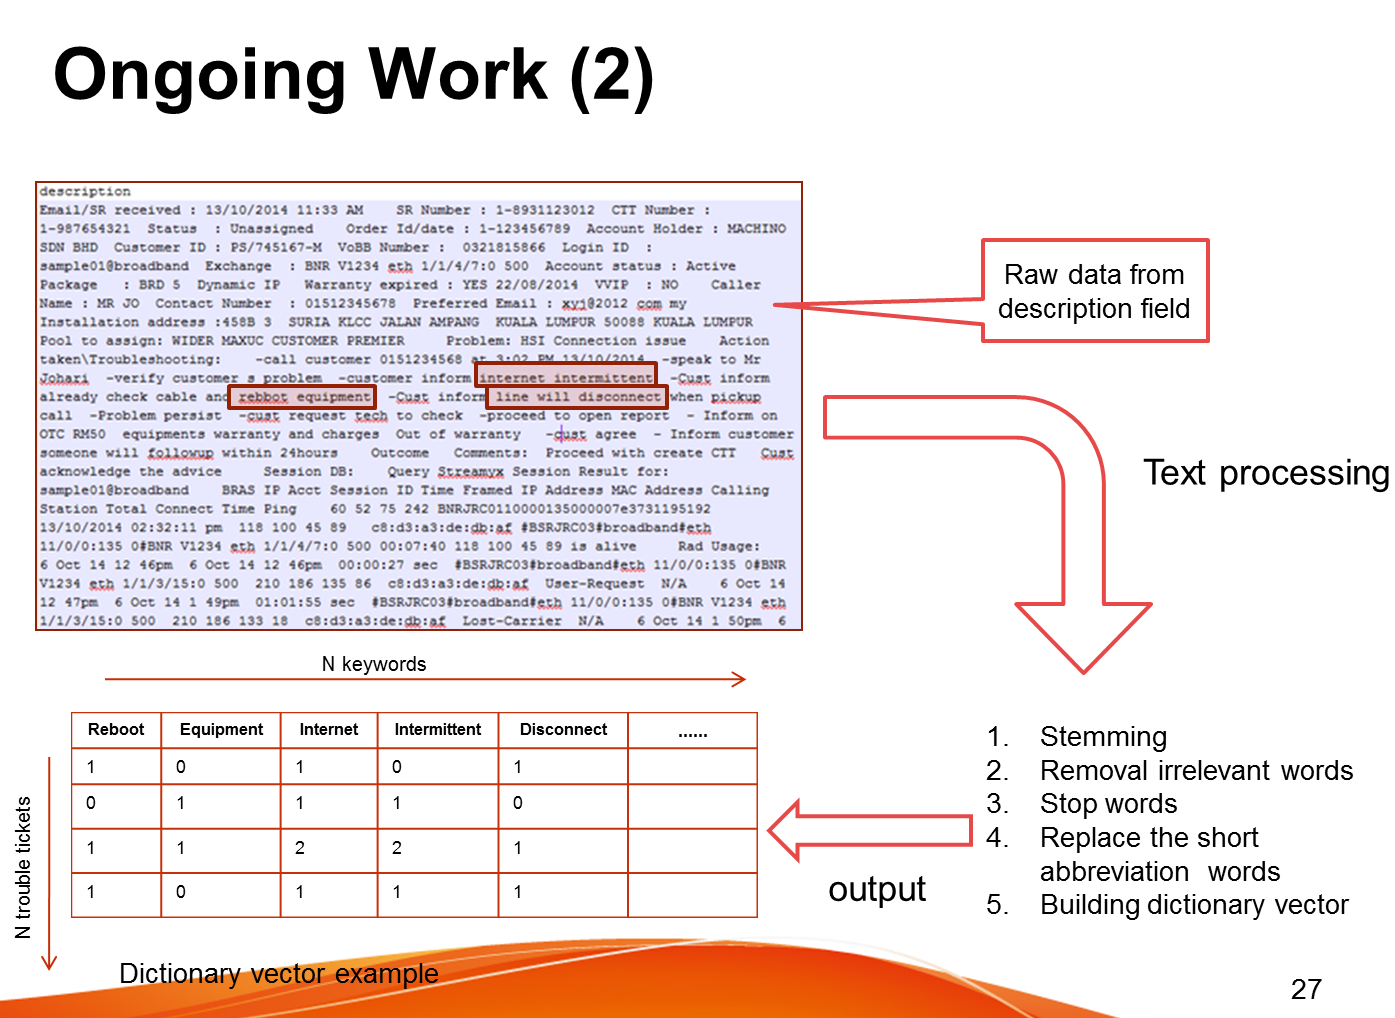 Ongoing Work (2)
description
Email/SR received : 13/10/2014 11:33 AM    SR Number : 1-8931123012  CTT Number :
1-987654321  Status  : Unassigned    Order Id/date : 1-123456789  Account Holder : MACHINO
SDN BHD  Customer ID : PS/745167-M  VoBB Number :  0321815866  Login ID  :
sample01@broadband  Exchange  : BNR V1234 eth 1/1/4/7:0 500  Account status : Active
Package   : BRD 5  Dynamic IP   Warranty expired : YES 22/08/2014  VVIP  : NO    Caller
Name : MR JO  Contact Number  : 01512345678  Preferred Email : xyj@2012 com my
Installation address :458B 3  SURIA KLCC JALAN AMPANG  KUALA LUMPUR 50088 KUALA LUMPUR
Pool to assign: WIDER MAXUC CUSTOMER PREMIER     Problem: HSI Connection issue    Action
taken\Troubleshooting:    -call customer 0151234568 at 3:02 PM 13/10/2014  -speak to Mr
Johari  -verify customer s problem  -customer inform internet intermittent  -Cust inform
already check cable and rebbot equipment  -Cust inform line will disconnect when pickup
call  -Problem persist  -cust request tech to check  -proceed to open report  - Inform on
OTC RM50  equipments warranty and charges  Out of warranty   -cust agree  - Inform customer
someone will followup within 24hours    Outcome   Comments:  Proceed with create CTT   Cust
acknowledge the advice     Session DB:    Query Streamyx Session Result for:
sample01@broadband    BRAS IP Acct Session ID Time Framed IP Address MAC Address Calling
Station Total Connect Time Ping    60 52 75 242 BNRJRC0110000135000007e3731195192
13/10/2014 02:32:11 pm  118 100 45 89   c8:d3:a3:de:db:af #BSRJRC03#broadband#eth
11/0/0:135 0#BNR V1234 eth 1/1/4/7:0 500 00:07:40 118 100 45 89 is alive     Rad Usage:
6 Oct 14 12 46pm  6 Oct 14 12 46pm  00:00:27 sec  #BSRJRC03#broadband#eth 11/0/0:135 0#BNR
V1234 eth 1/1/3/15:0 500  210 186 135 86  c8:d3:a3:de:db:af  User-Request  N/A    6 Oct 14
12 47pm  6 Oct 14 1 49pm  01:01:55 sec  #BSRJRC03#broadband#eth 11/0/0:135 0#BNR V1234 eth
1/1/3/15:0 500  210 186 133 18  c8:d3:a3:de:db:af  Lost-Carrier  N/A    6 Oct 14 1 50pm  6
Raw data from
description field
Text processing
1. Stemming
2. Removal irrelevant words
3. Stop words
4. Replace the short
abbreviation words
5. Building dictionary vector
output
N keywords
N trouble tickets
Reboot Equipment Internet Intermittent Disconnect ......
1 0 1 0 1
0 1 1 1 0
1 1 2 2 1
1 0 1 1 1
Dictionary vector example
27